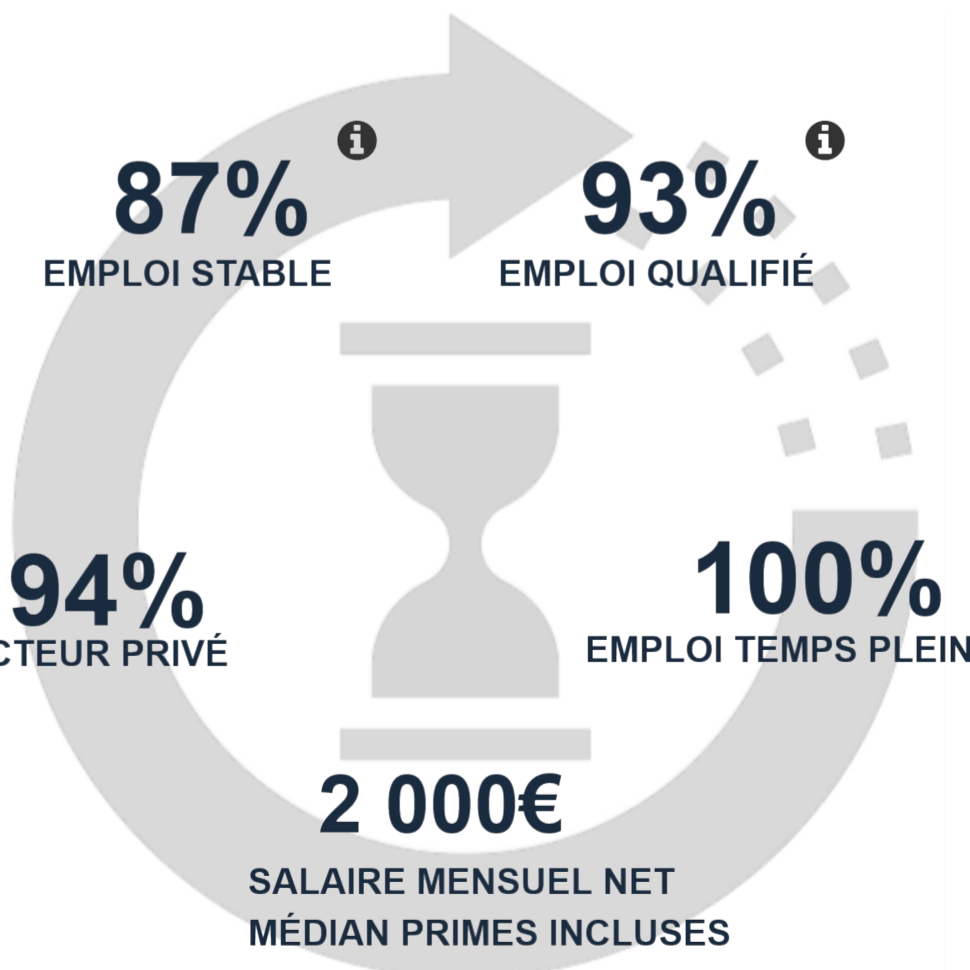 87%
93%
EMPLOI STABLE
EMPLOI QUALIFIÉ
94%
100%
CTEUR PRIVÉ
EMPLOI TEMPS PLEIN
2 000€
SALAIRE MENSUEL NET
MÉDIAN PRIMES INCLUSES